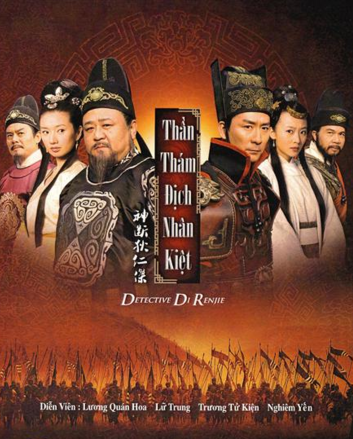 Thần
Thám
Địch
Nhân
Kiệt
神断狄仁傑
DETECTIVE DI RENJIE
Diễn Viên : Lương Quán Hoa Lữ Trung Trương Tử Kiện Nghiêm Yến